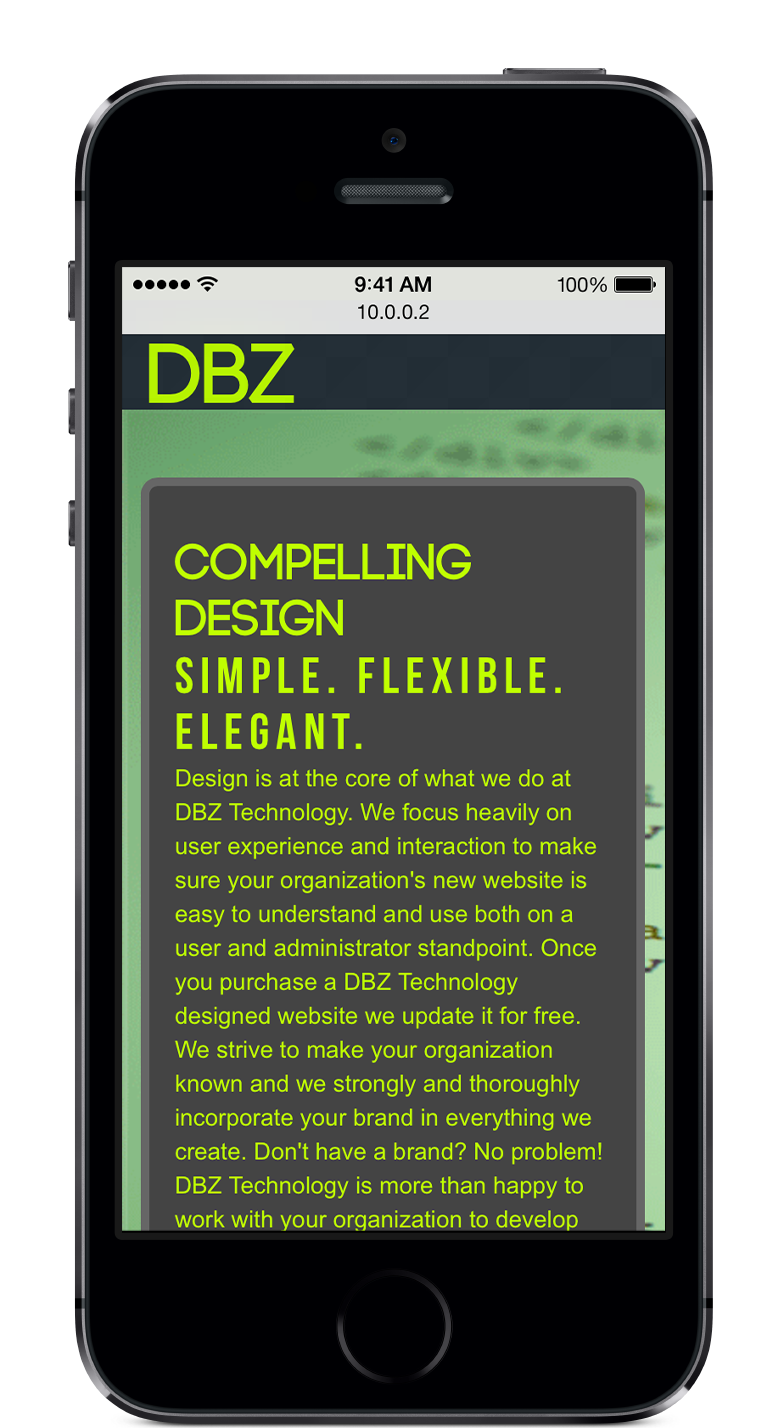 9:41 AM
100%
10.0.0.2
DBZ
COMPELLING
DESIGN
SIMPLE. FLEXIBLE.
ELEGANT.
Design is at the core of what we do at
DBZ Technology. We focus heavily on
user experience and interaction to make
sure your organization's new website is
easy to understand and use both on a
user and administrator standpoint. Once
you purchase a DBZ Technology
designed website we update it for free.
We strive to make your organization
known and we strongly and thoroughly
incorporate your brand in everything we
create. Don't have a brand? No problem!
DBZ Technology is more than happy to
work with your organization to develop